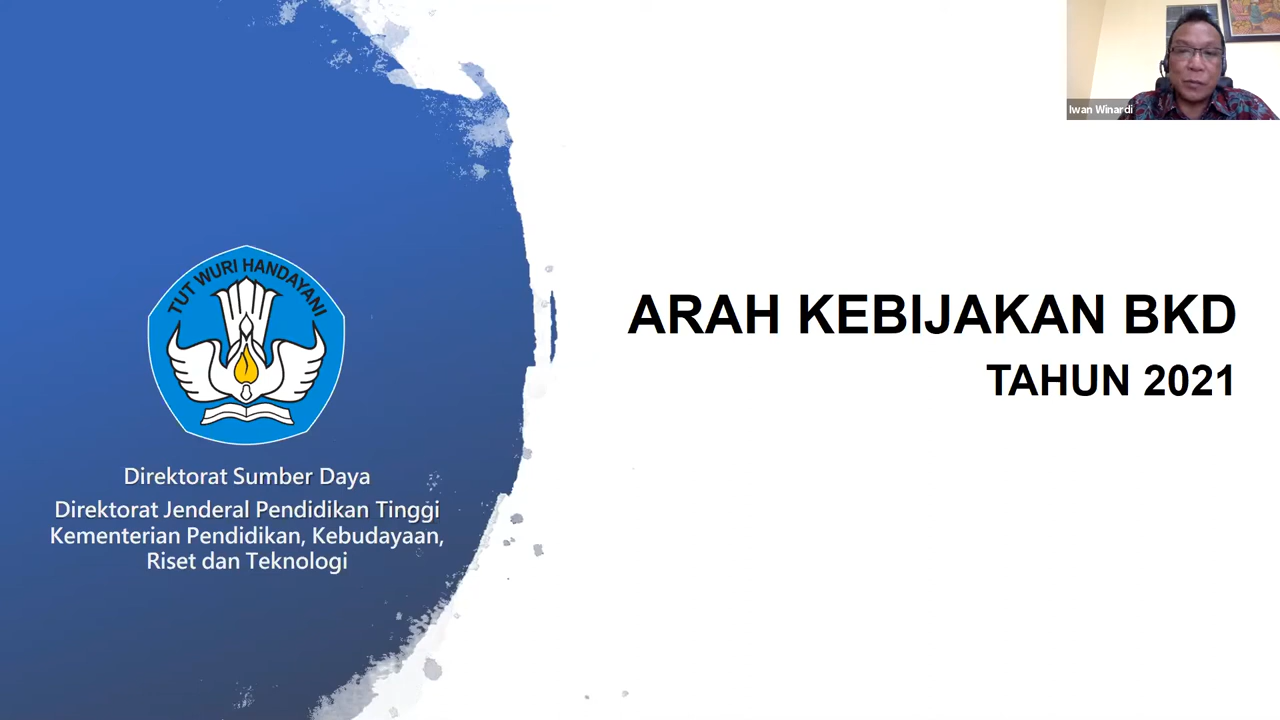 Iwan Winardi
TUT WURI HANDAYANI
ARAH KEBIJAKAN BKD
TAHUN 2021
Direktorat Sumber Daya
Direktorat Jenderal Pendidikan Tinggi
Kementerian Pendidikan, Kebudayaan,
Riset dan Teknologi